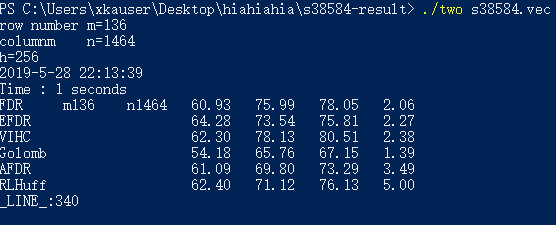 PS C:\Users\xkauser\Desktop\hiahiahia\s38584-result> ./two s38584.vec
row number m=136
columnm    n=1464
h=256
2019-5-28 22:13:39
Time : 1 seconds
FDR     m136    n1464   60.93   75.99   78.05   2.06
EFDR                    64.28   73.54   75.81   2.27
VIHC                    62.30   78.13   80.51   2.38
Golomb                  54.18   65.76   67.15   1.39
AFDR                    61.09   69.80   73.29   3.49
RLHuff                  62.40   71.12   76.13   5.00
_LINE_:340